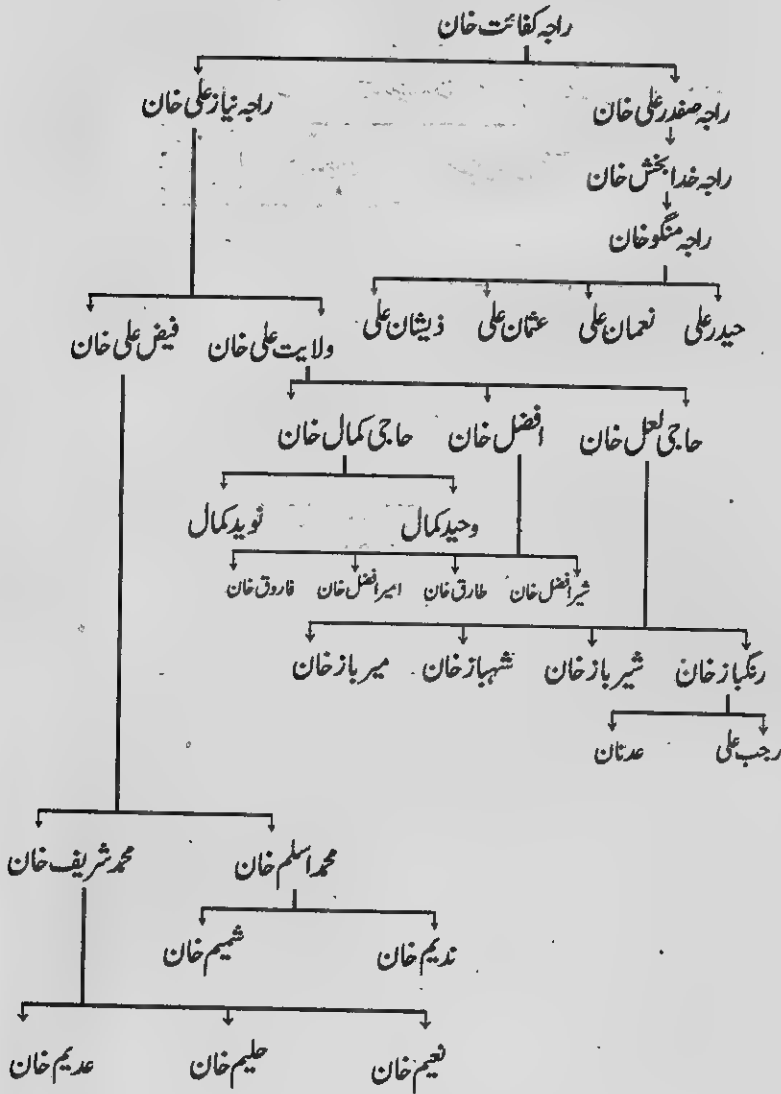 راجہ کفائت خان
راجہ صفدر علی خان راجہ نیاز علی خان
راجہ خدا بخش خان
راجہ منگو خان
حیدر علی نعمان علی عثمان علی ذیشان علی ولایت علی خان فیض علی خان
حاجی لعل خان افضل خان حاجی کمال خان
وحید کمال نوید کمال
شیر افضل خان طارق خان امیر افضل خان فاروق خان
رنگباز خان شیر باز خان شہباز خان میر باز خان
رجب علی عدنان
محمد اسلم خان محمد شریف خان
ندیم خان شمیم خان
نعیم خان حلیم خان عدیم خان